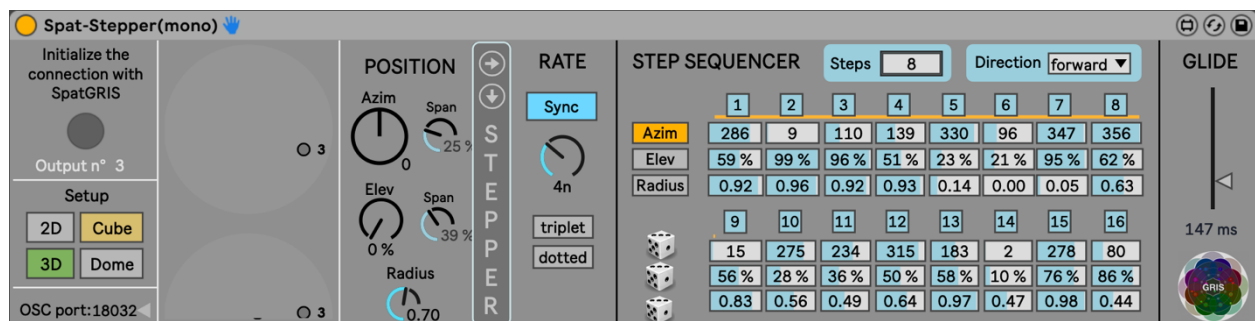 Spat-Stepper(mono)
Initialize the
connection with
SpatGRIS
Output n° 3
Setup
2D Cube
3D Dome
OSC port:18032
3
3
POSITION
Azim
Span
0
25 %
Elev
Span
0 %
39 %
Radius
0.70
STEPPER
RATE
Sync
4n
triplet
dotted
STEP SEQUENCER Steps 8 Direction forward
1 2 3 4 5 6 7 8
Azim 286 9 110 139 330 96 347 356
Elev 59 % 99 % 96 % 51 % 23 % 21 % 95 % 62 %
Radius 0.92 0.96 0.92 0.93 0.14 0.00 0.05 0.63
9 10 11 12 13 14 15 16
15 275 234 315 183 2 278 80
56 % 28 % 36 % 50 % 58 % 10 % 76 % 86 %
0.83 0.56 0.49 0.64 0.97 0.47 0.98 0.44
GLIDE
147 ms
GRIS